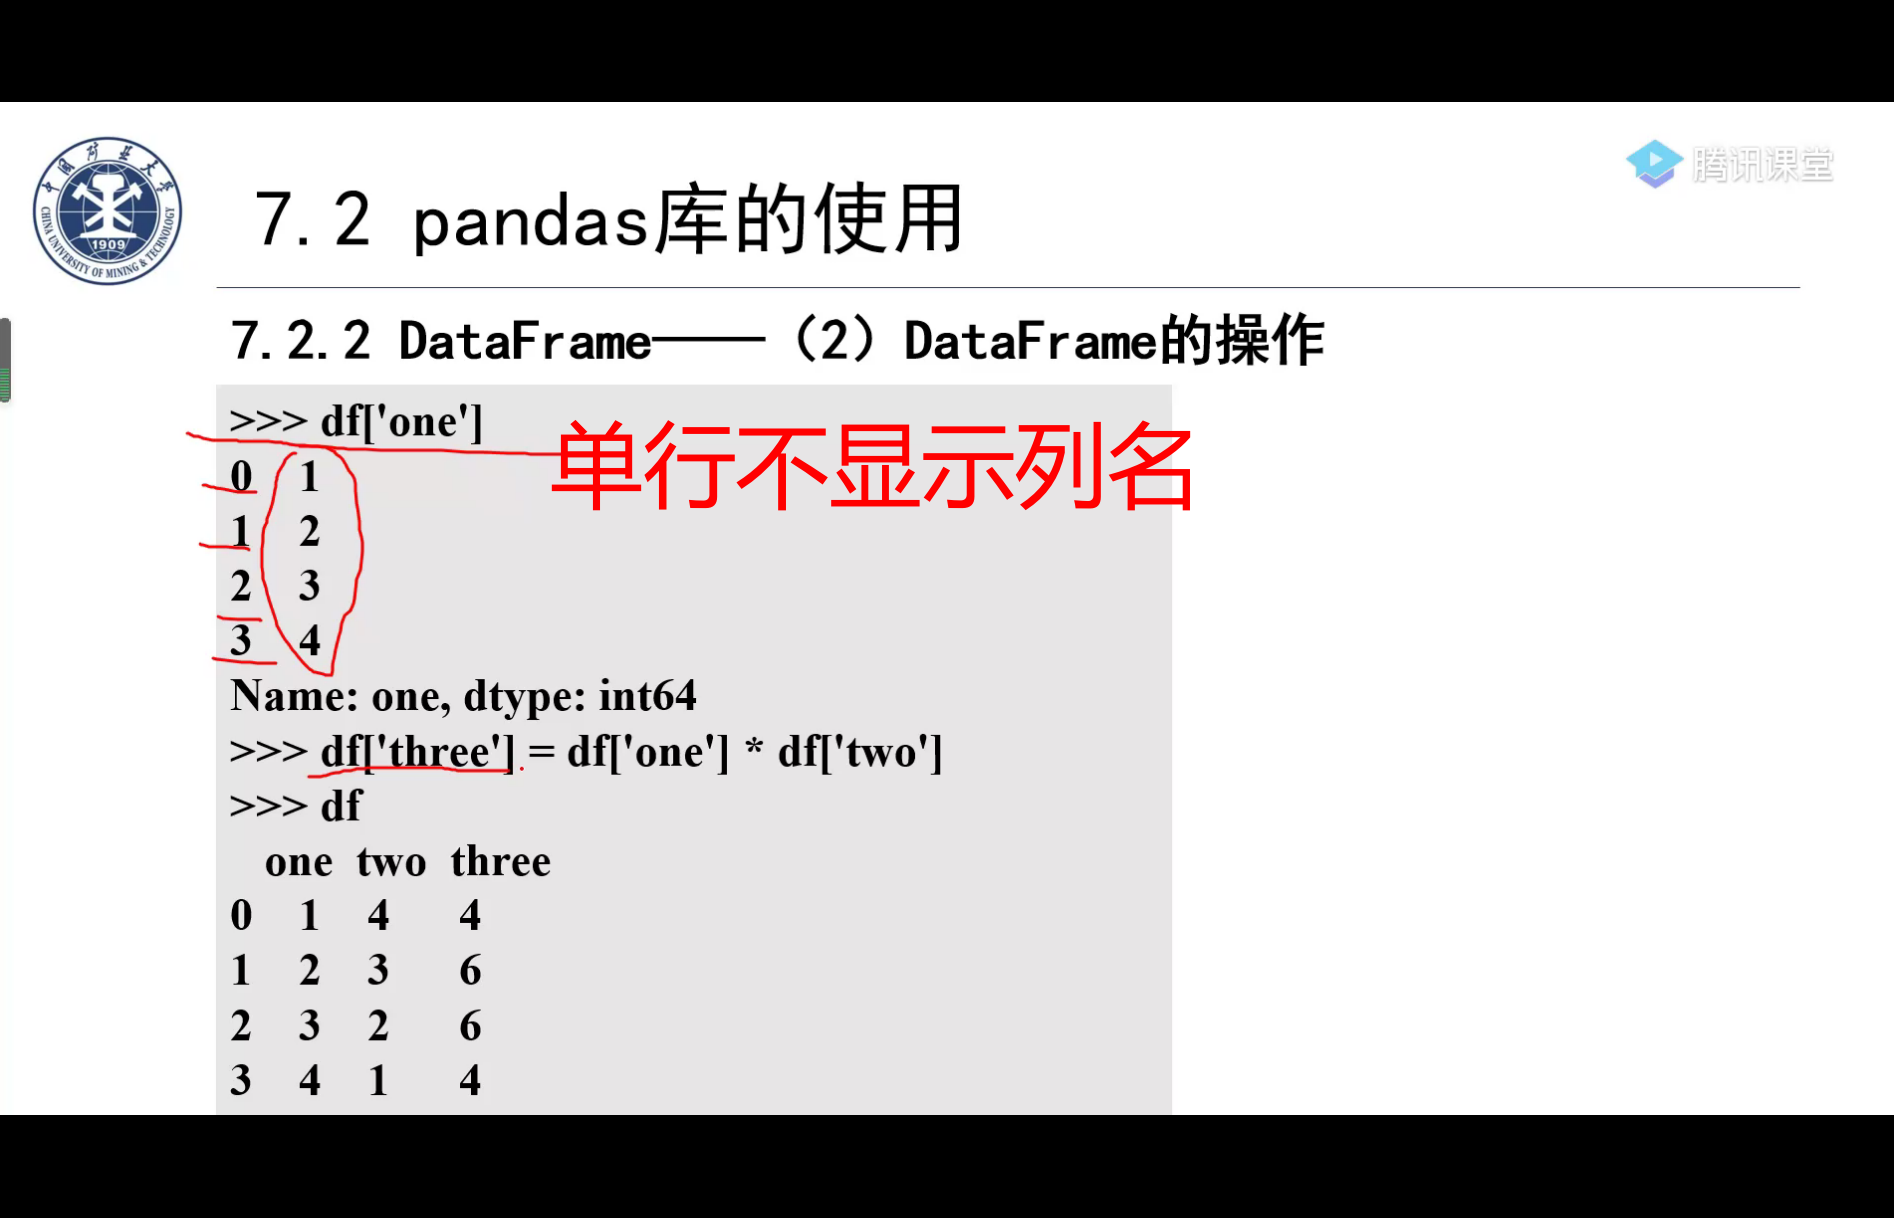 中国矿业大学
CHINA UNIVERSITY OF MINING & TECHNOLOGY
1909
腾讯课堂
7.2 pandas库的使用
7.2.2 DataFrame——（2）DataFrame的操作
>>> df['one']
单行不显示列名
0 1
1 2
2 3
3 4
Name: one, dtype: int64
>>> df['three'] = df['one'] * df['two']
>>> df
one two three
0 1 4 4
1 2 3 6
2 3 2 6
3 4 1 4